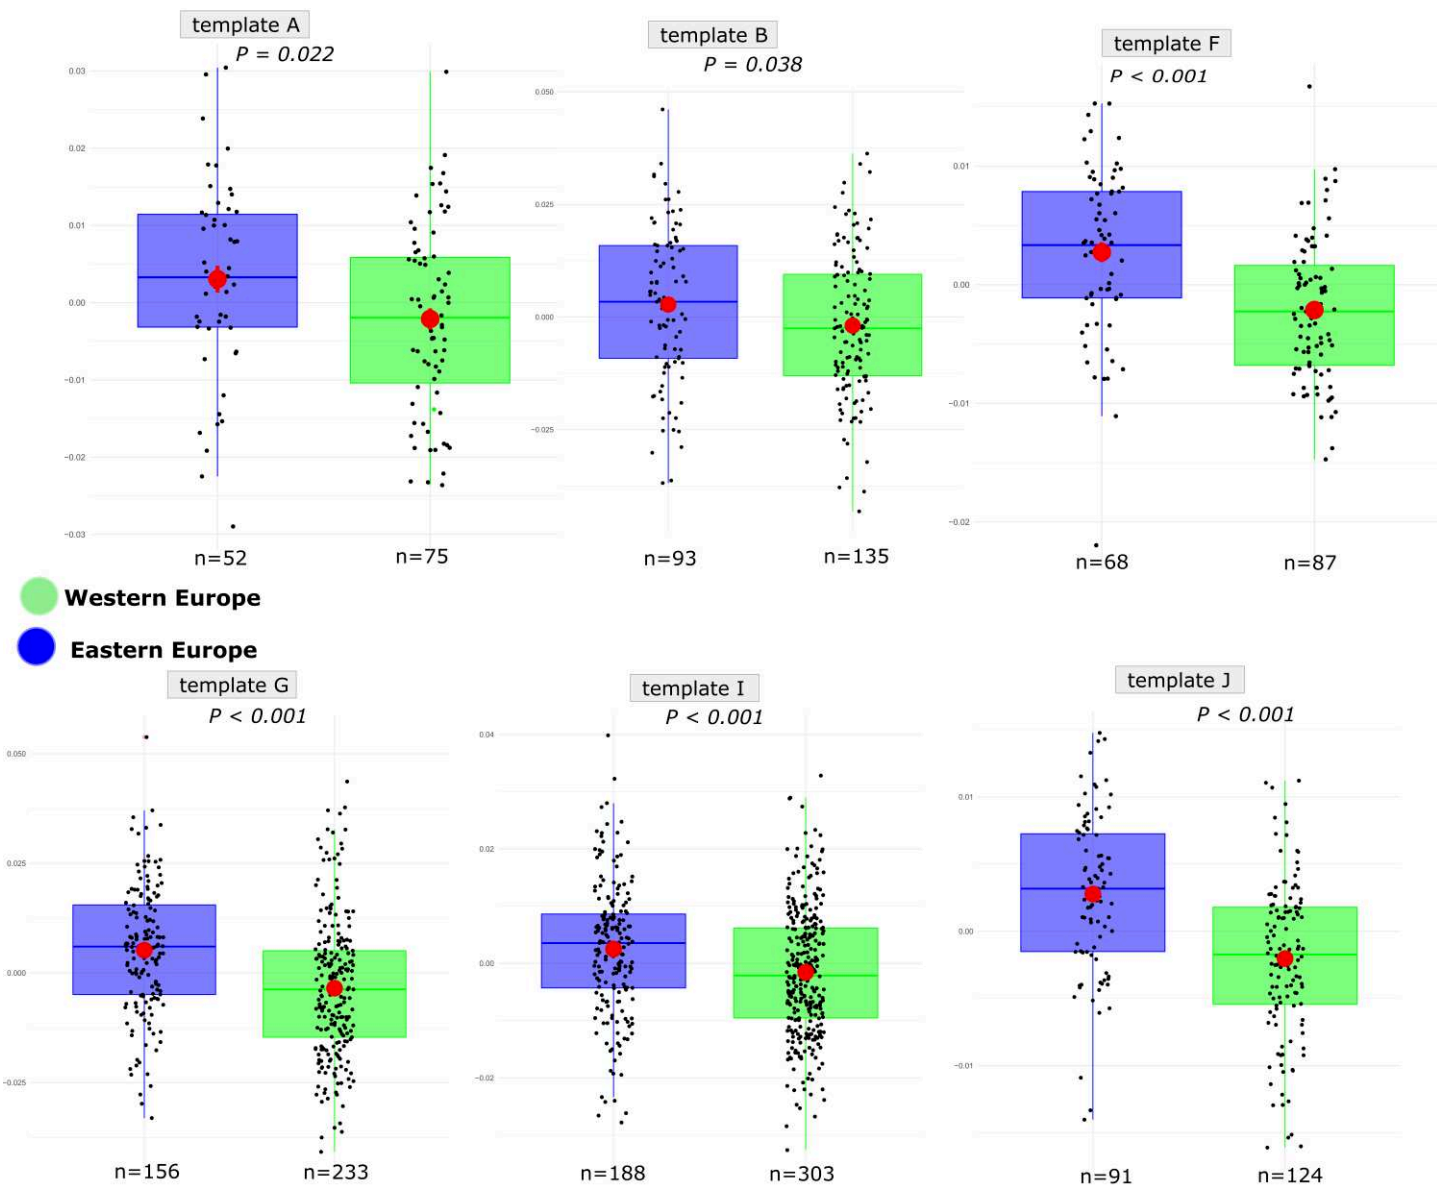 template A
P = 0.022
0.03
0.02
0.01
0.00
−0.01
−0.02
−0.03
n=52
n=75
template B
P = 0.038
0.050
0.025
0.000
−0.025
n=93
n=135
template F
P < 0.001
0.01
0.00
−0.01
−0.02
n=68
n=87
Western Europe
Eastern Europe
template G
P < 0.001
0.050
0.025
0.000
−0.025
n=156
n=233
template I
P < 0.001
0.04
0.02
0.00
−0.02
n=188
n=303
template J
P < 0.001
0.01
0.00
−0.01
n=91
n=124